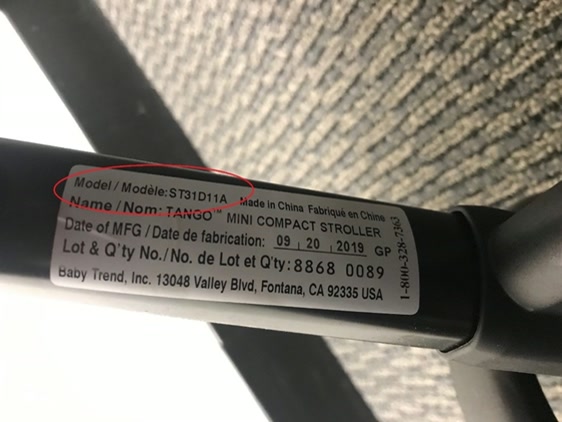 Model / Modèle: ST31D11A Made in China Fabriqué en Chine
Name / Nom: TANGO™ MINI COMPACT STROLLER
Date of MFG / Date de fabrication: 09 20 2019 GP
Lot & Q'ty No./No. de Lot et Q'ty: 8868 0089
Baby Trend, Inc. 13048 Valley Blvd, Fontana, CA 92335 USA
1-800-328-7363